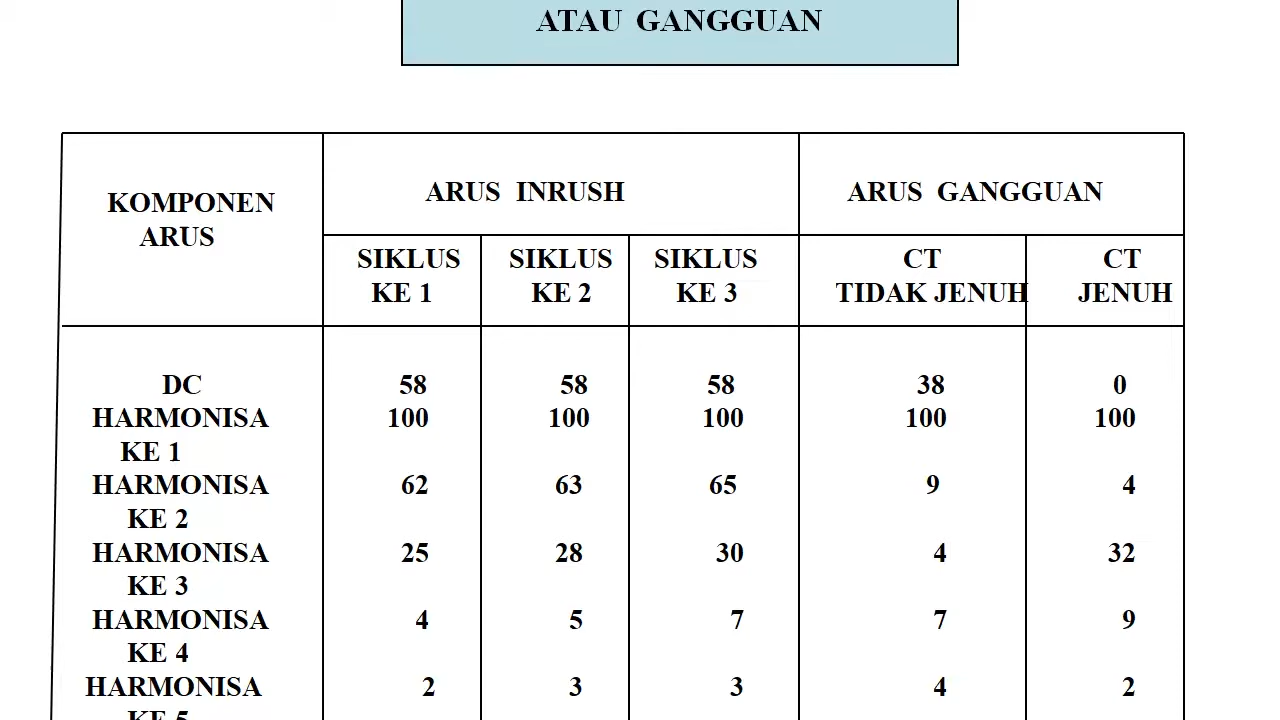 ATAU GANGGUAN
KOMPONEN ARUS ARUS INRUSH ARUS GANGGUAN
SIKLUS KE 1 SIKLUS KE 2 SIKLUS KE 3 CT TIDAK JENUH CT JENUH
DC 58 58 58 38 0
HARMONISA KE 1 100 100 100 100 100
HARMONISA KE 2 62 63 65 9 4
HARMONISA KE 3 25 28 30 4 32
HARMONISA KE 4 4 5 7 7 9
HARMONISA KE 5 2 3 3 4 2